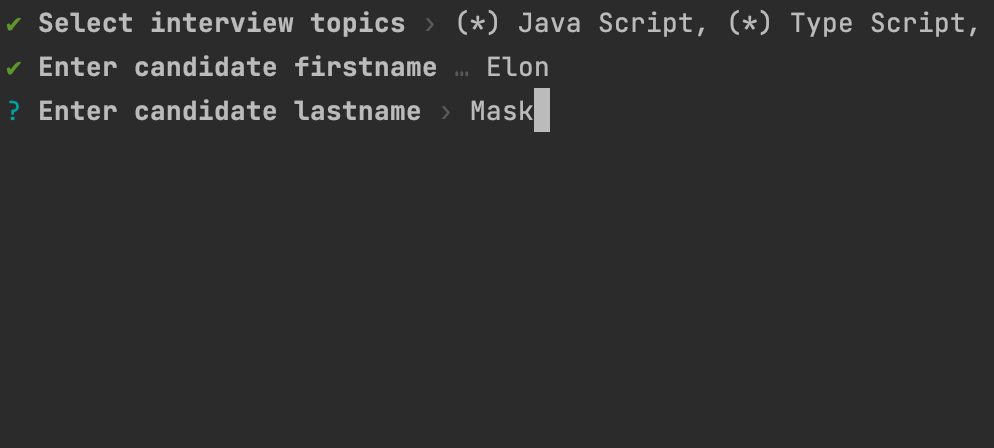 ✔ Select interview topics › (*) Java Script, (*) Type Script,
✔ Enter candidate firstname … Elon
? Enter candidate lastname › Mask